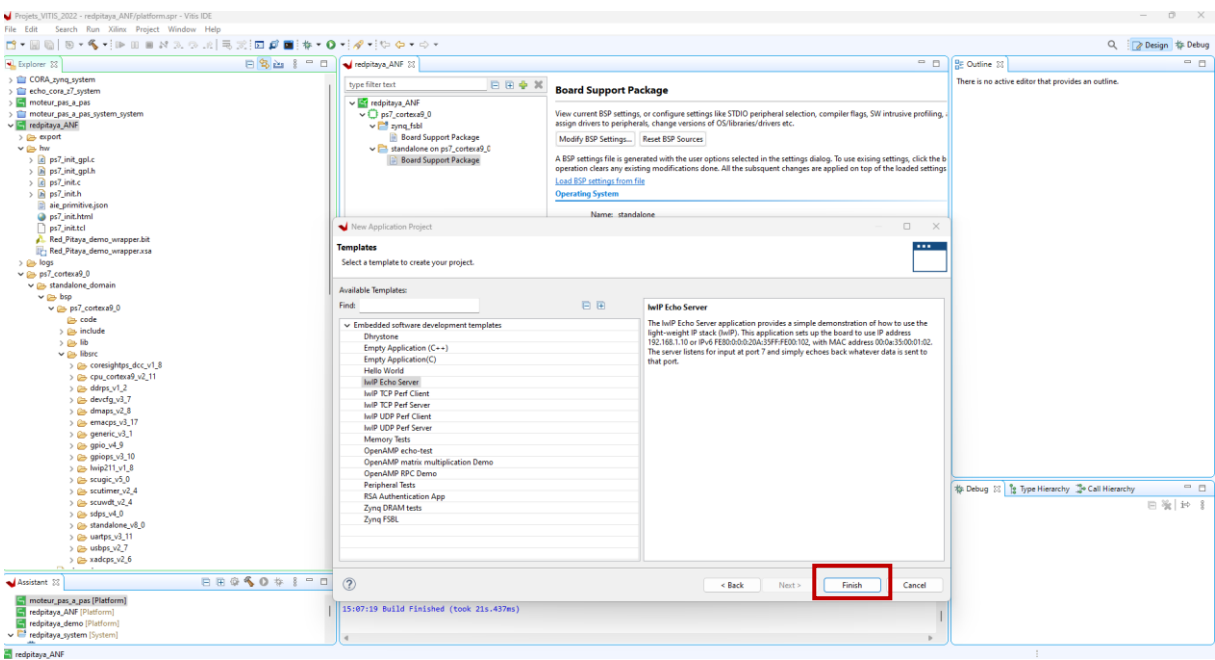 Projets_VITIS_2022 - redpitaya_ANF/platform.spr - Vitis IDE
File Edit Search Run Xilinx Project Window Help
Design Debug
Explorer
CORA_zynq_system
echo_cora_z7_system
moteur_pas_a_pas
moteur_pas_a_pas_system_system
redpitaya_ANF
export
hw
ps7_init_gpl.c
ps7_init_gpl.h
ps7_init.c
ps7_init.h
aie_primitive.json
ps7_init.html
ps7_init.tcl
Red_Pitaya_demo_wrapper.bit
Red_Pitaya_demo_wrapper.xsa
logs
ps7_cortexa9_0
standalone_domain
bsp
ps7_cortexa9_0
code
include
lib
libsrc
coresightps_dcc_v1_8
cpu_cortexa9_v2_11
ddrps_v1_2
devcfg_v3_7
dmaps_v2_8
emacps_v3_17
generic_v3_1
gpio_v4_9
gpiops_v3_10
lwip211_v1_8
scugic_v5_0
scutimer_v2_4
scuwdt_v2_4
sdps_v4_0
standalone_v8_0
uartps_v3_11
usbps_v2_7
xadcps_v2_6
Assistant
moteur_pas_a_pas [Platform]
redpitaya_ANF [Platform]
redpitaya_demo [Platform]
redpitaya_system [System]
redpitaya_ANF
redpitaya_ANF
type filter text
redpitaya_ANF
ps7_cortexa9_0
zynq_fsbl
Board Support Package
standalone on ps7_cortexa9_0
Board Support Package
Board Support Package
View current BSP settings, or configure settings like STDIO peripheral selection, compiler flags, SW intrusive profiling,
assign drivers to peripherals, change versions of OS/libraries/drivers etc.
Modify BSP Settings... Reset BSP Sources
A BSP settings file is generated with the user options selected in the settings dialog. To use exising settings, click the b
operation clears any existing modifications done. All the subsquent changes are applied on top of the loaded settings
Load BSP settings from file
Operating System
Name: standalone
New Application Project
Templates
Select a template to create your project.
Available Templates:
Find:
Embedded software development templates
Dhrystone
Empty Application (C++)
Empty Application(C)
Hello World
lwIP Echo Server
lwIP TCP Perf Client
lwIP TCP Perf Server
lwIP UDP Perf Client
lwIP UDP Perf Server
Memory Tests
OpenAMP echo-test
OpenAMP matrix multiplication Demo
OpenAMP RPC Demo
Peripheral Tests
RSA Authentication App
Zynq DRAM tests
Zynq FSBL
lwIP Echo Server
The lwIP Echo Server application provides a simple demonstration of how to use the
light-weight IP stack (lwIP). This application sets up the board to use IP address
192.168.1.10 or IPv6 FE80:0:0:0:20A:35FF:FE00:102, with MAC address 00:0a:35:00:01:02.
The server listens for input at port 7 and simply echoes back whatever data is sent to
that port.
< Back Next > Finish Cancel
15:07:19 Build Finished (took 21s.437ms)
Outline
There is no active editor that provides an outline.
Debug Type Hierarchy Call Hierarchy